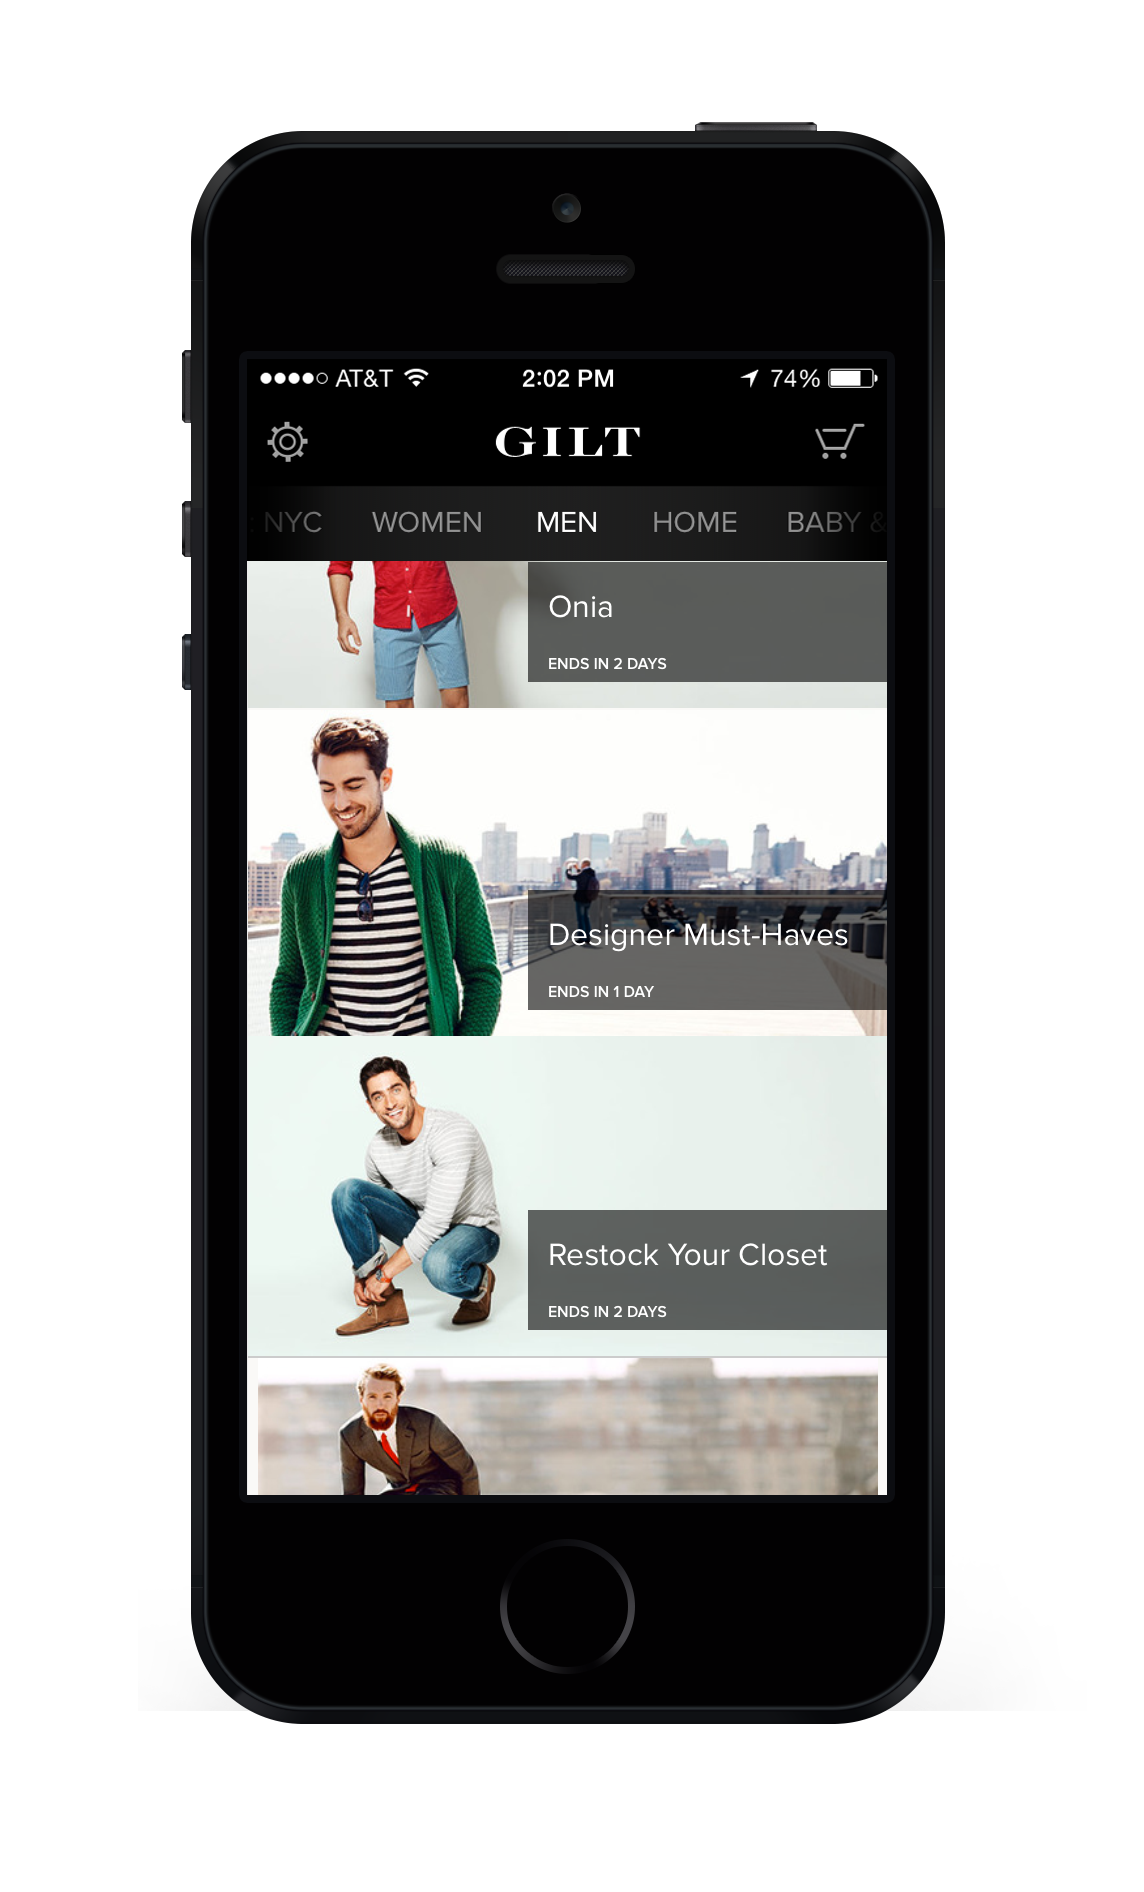 AT&T 2:02 PM 74%
GILT
: NYC WOMEN MEN HOME BABY &
Onia
ENDS IN 2 DAYS
Designer Must-Haves
ENDS IN 1 DAY
Restock Your Closet
ENDS IN 2 DAYS